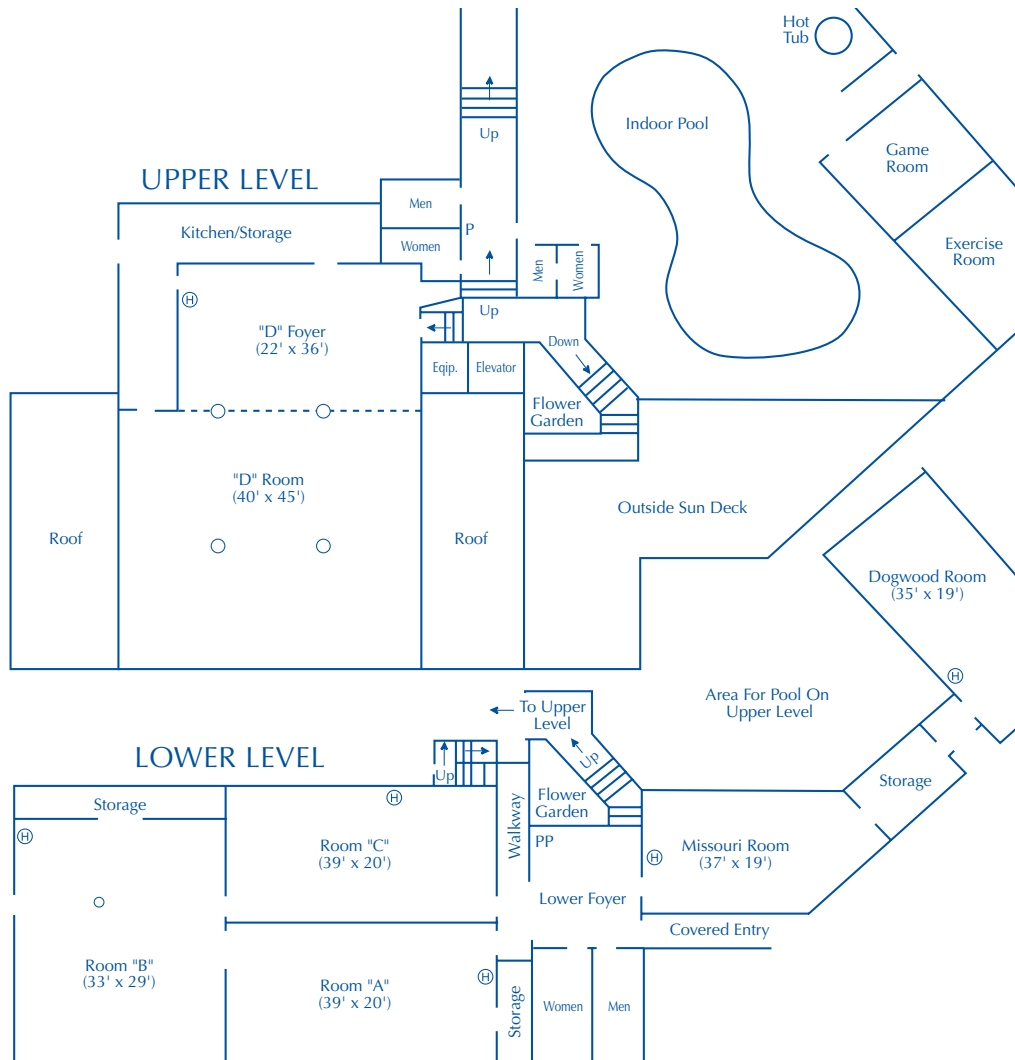 Hot
Tub
Indoor Pool
Up
Game
Room
UPPER LEVEL
Men
Kitchen/Storage
P
Women
Exercise
Room
Men
Women
H
Up
"D" Foyer
(22' x 36')
Down
Eqip.
Elevator
Flower
Garden
"D" Room
(40' x 45')
Outside Sun Deck
Roof
Roof
Dogwood Room
(35' x 19')
H
Area For Pool On
Upper Level
To Upper
Level
LOWER LEVEL
Up
Up
Storage
Storage
H
Flower
Garden
Walkway
H
PP
Room "C"
(39' x 20')
Missouri Room
(37' x 19')
H
Lower Foyer
Covered Entry
Room "B"
(33' x 29')
H
Room "A"
(39' x 20')
Storage
Women
Men